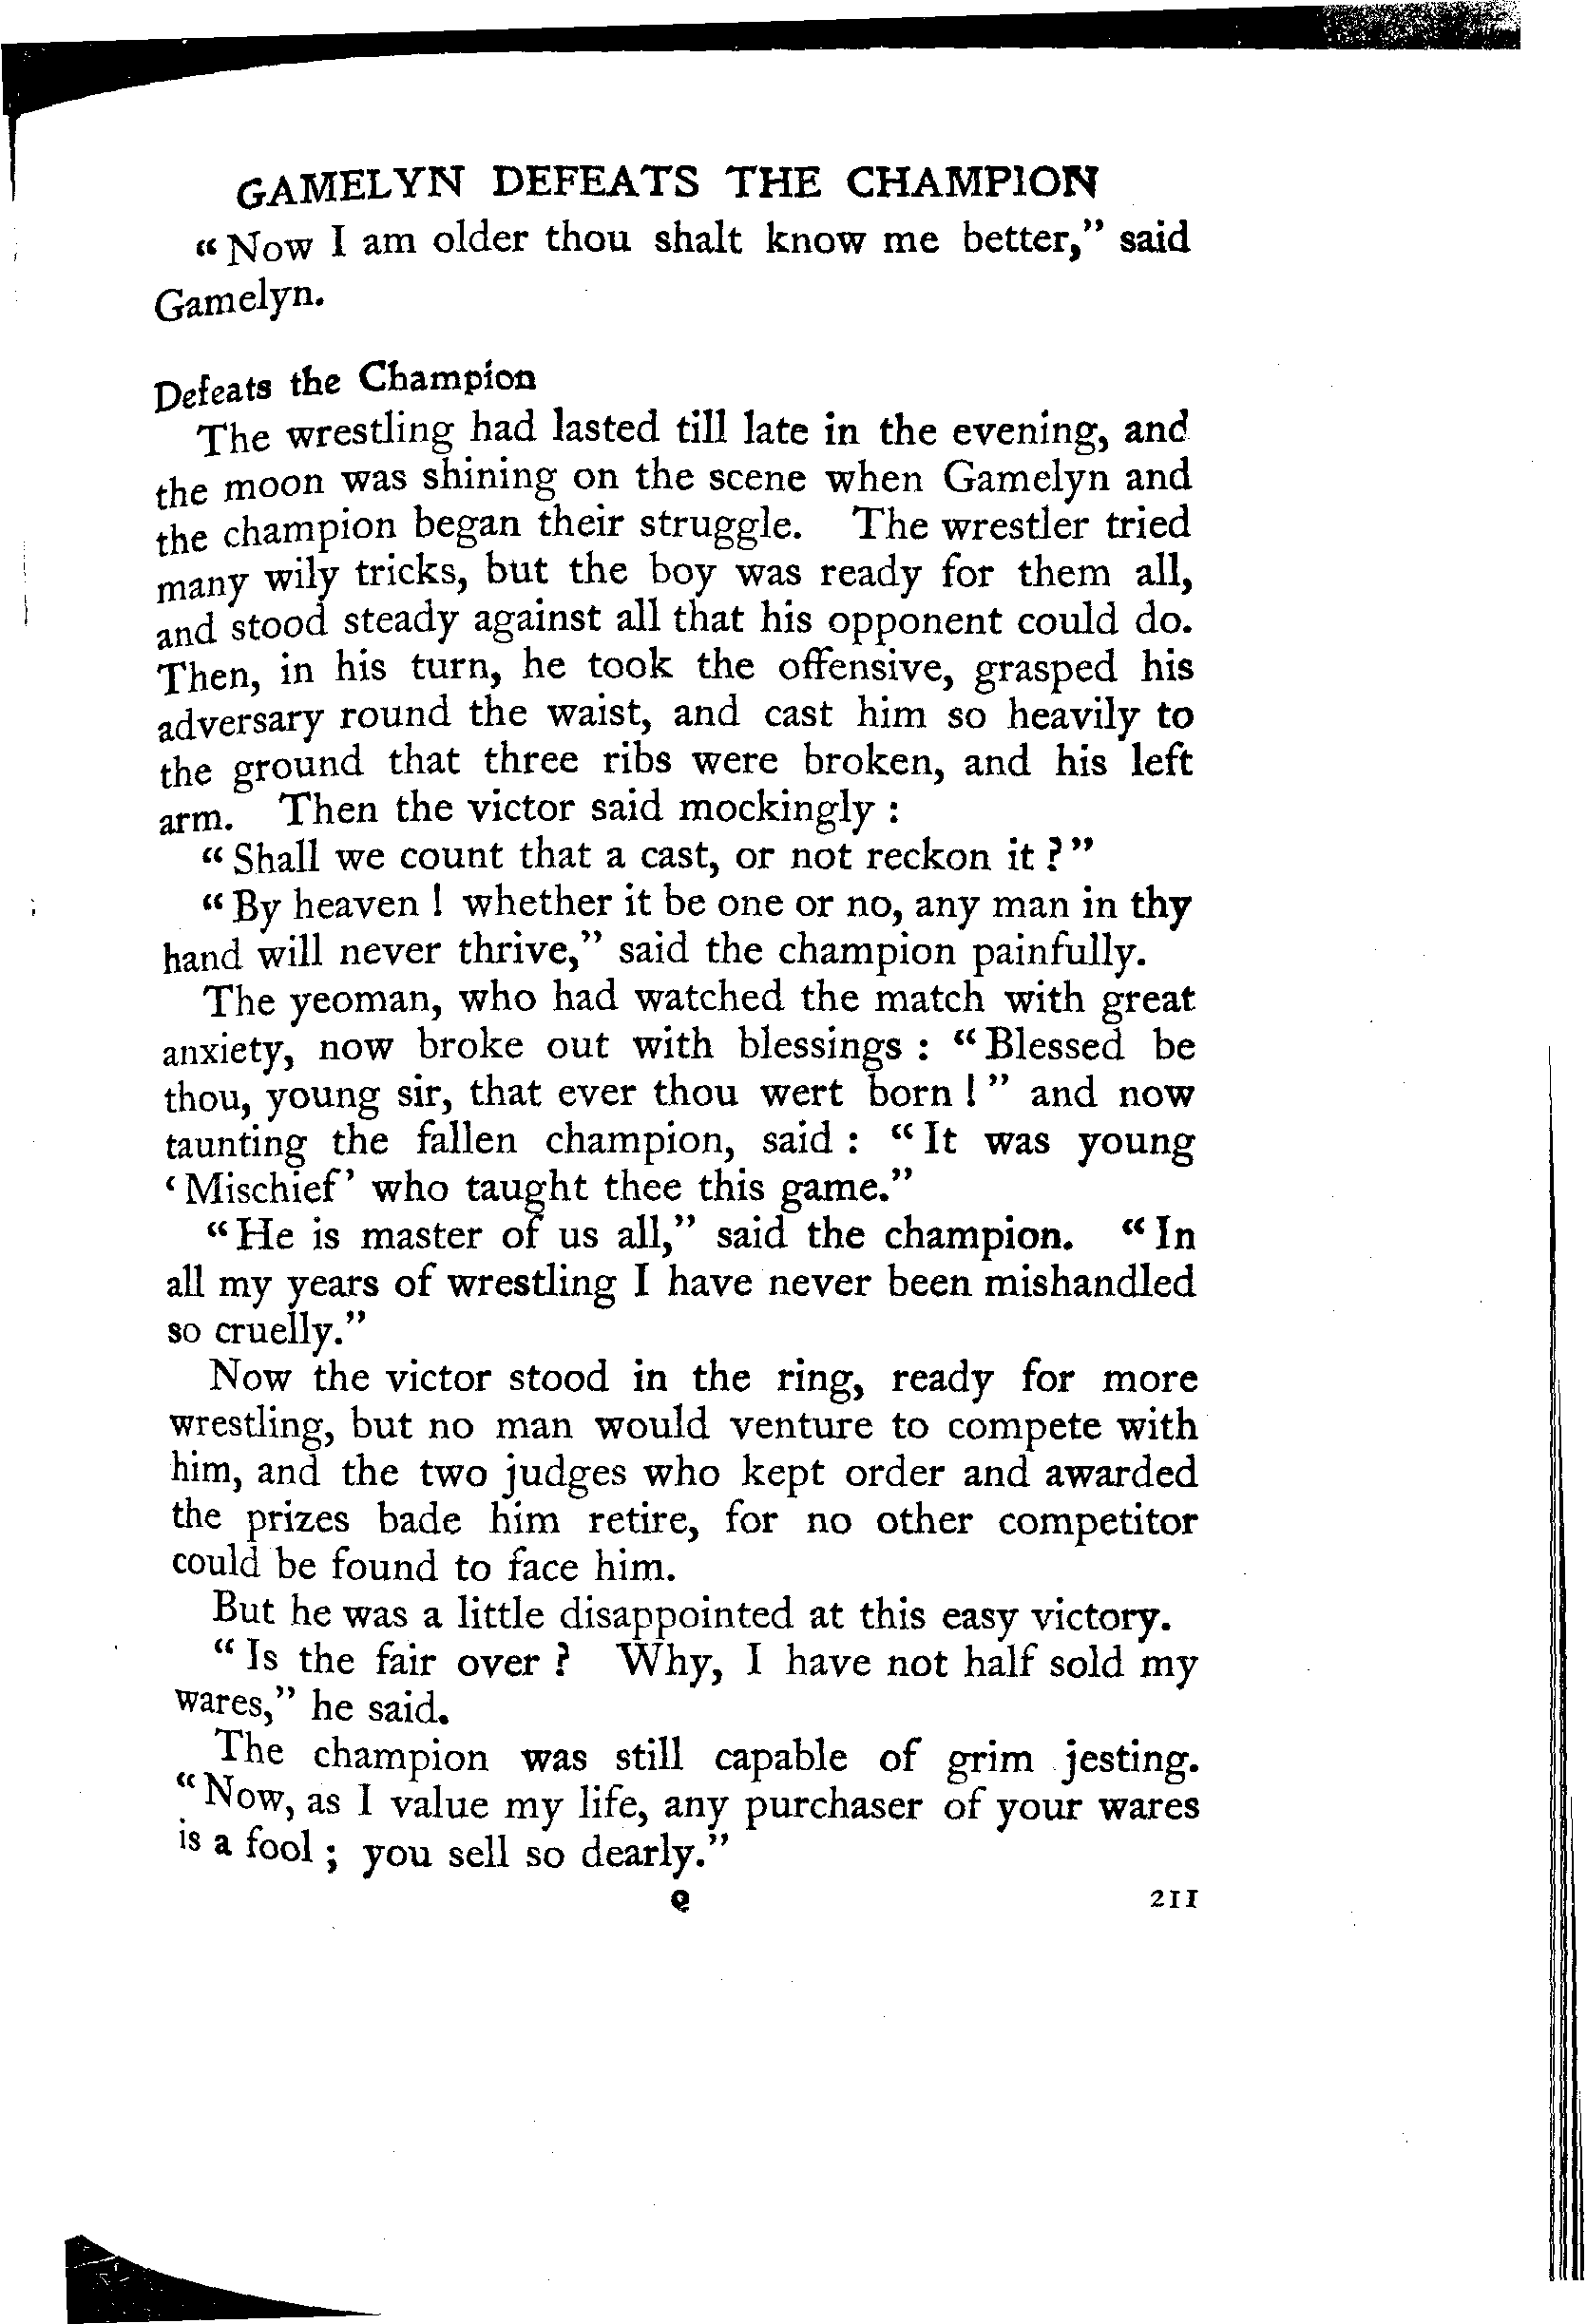 GAMELYN DEFEATS THE CHAMPION
“Now I am older thou shalt know me better,” said
Gamelyn.
Defeats the Champion
The wrestling had lasted till late in the evening, and
the moon was shining on the scene when Gamelyn and
the champion began their struggle. The wrestler tried
many wily tricks, but the boy was ready for them all,
and stood steady against all that his opponent could do.
Then, in his turn, he took the offensive, grasped his
adversary round the waist, and cast him so heavily to
the ground that three ribs were broken, and his left
arm. Then the victor said mockingly :
“Shall we count that a cast, or not reckon it ?”
“By heaven ! whether it be one or no, any man in thy
hand will never thrive,” said the champion painfully.
The yeoman, who had watched the match with great
anxiety, now broke out with blessings : “Blessed be
thou, young sir, that ever thou wert born !” and now
taunting the fallen champion, said : “It was young
‘Mischief’ who taught thee this game.”
“He is master of us all,” said the champion. “In
all my years of wrestling I have never been mishandled
so cruelly.”
Now the victor stood in the ring, ready for more
wrestling, but no man would venture to compete with
him, and the two judges who kept order and awarded
the prizes bade him retire, for no other competitor
could be found to face him.
But he was a little disappointed at this easy victory.
“Is the fair over ? Why, I have not half sold my
wares,” he said.
The champion was still capable of grim jesting.
“Now, as I value my life, any purchaser of your wares
is a fool ; you sell so dearly.”
Q 211